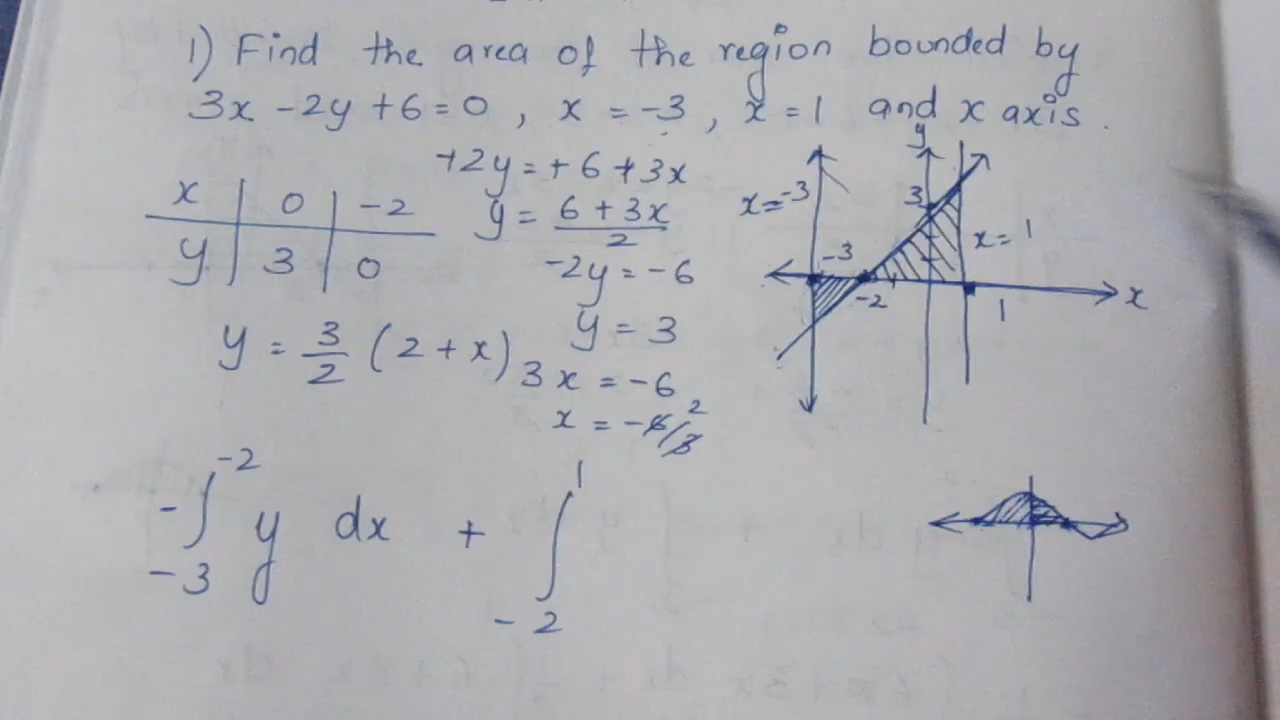 1) Find the area of the region bounded by
3x - 2y + 6 = 0 , x = -3 , x = 1 and x axis .
+2y = + 6 + 3x
x | 0 | -2
y | 3 | 0
y = 6 + 3x / 2
-2y = -6
y = 3
y = 3/2 (2 + x)
3x = -6
x = -6/3 2
- ∫ -3 -2 y dx + ∫ -2 1
y
x = -3
3
x = 1
-3
-2
1
x